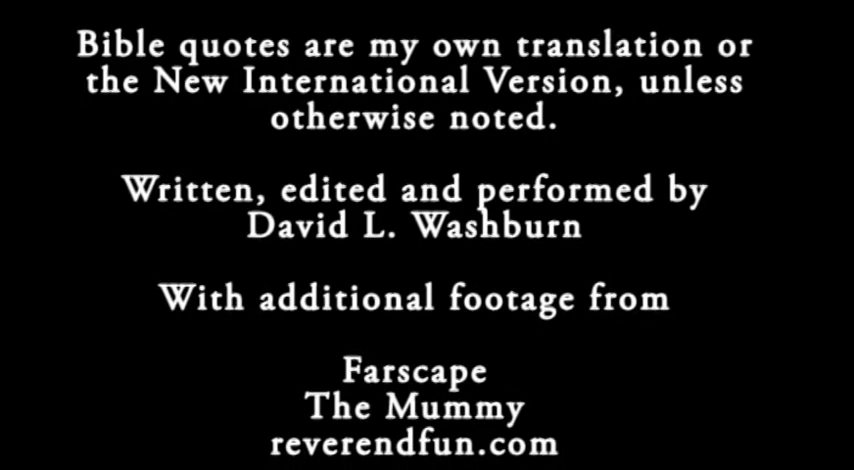 Bible quotes are my own translation or
the New International Version, unless
otherwise noted.
Written, edited and performed by
David L. Washburn
With additional footage from
Farscape
The Mummy
reverendfun.com